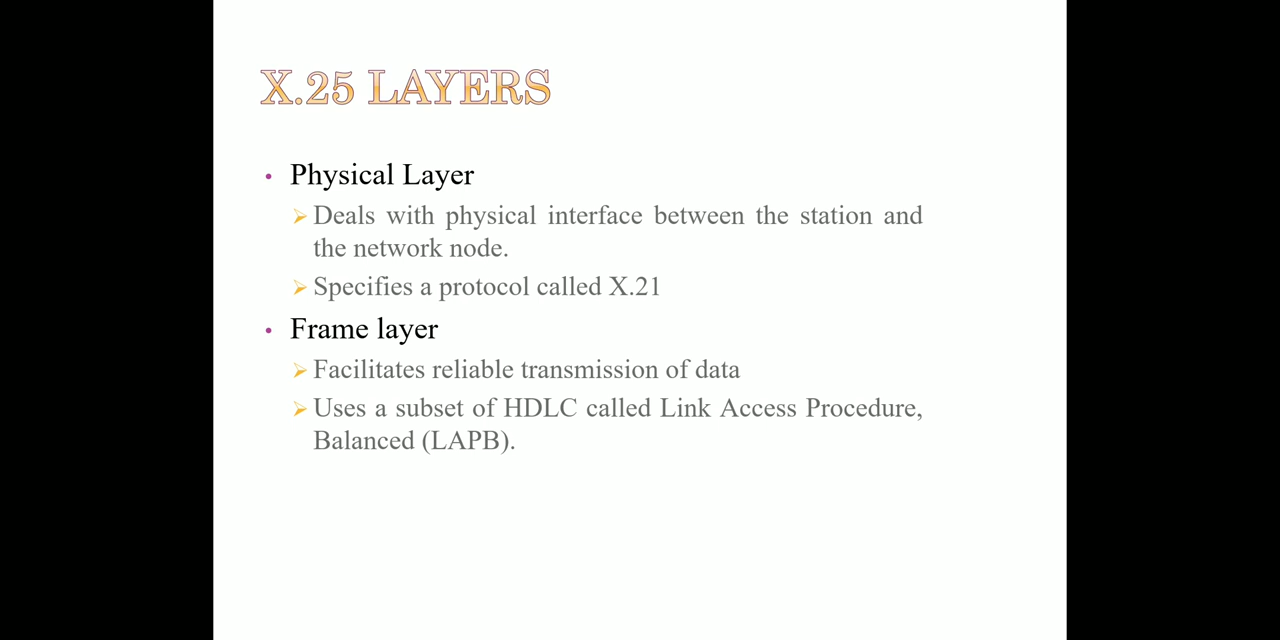 X.25 LAYERS
• Physical Layer
➢ Deals with physical interface between the station and
the network node.
➢ Specifies a protocol called X.21
• Frame layer
➢ Facilitates reliable transmission of data
➢ Uses a subset of HDLC called Link Access Procedure,
Balanced (LAPB).